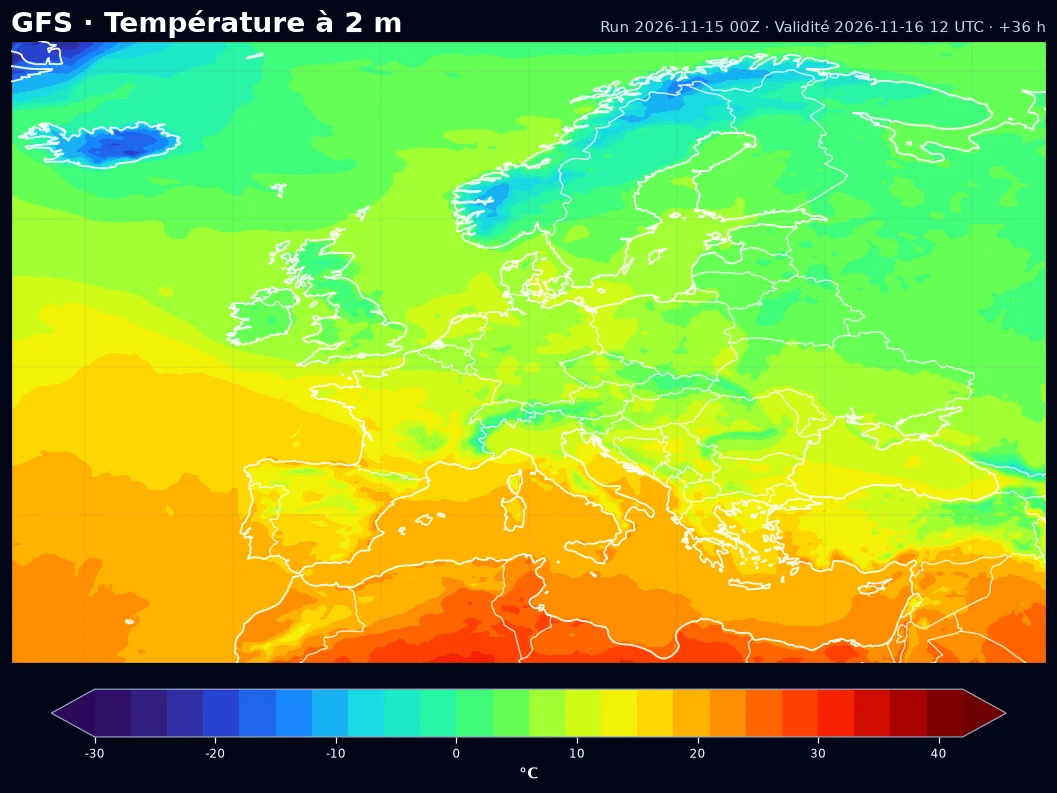 GFS · Température à 2 m
Run 2026-11-15 00Z · Validité 2026-11-16 12 UTC · +36 h
-30 -20 -10 0 10 20 30 40
°C